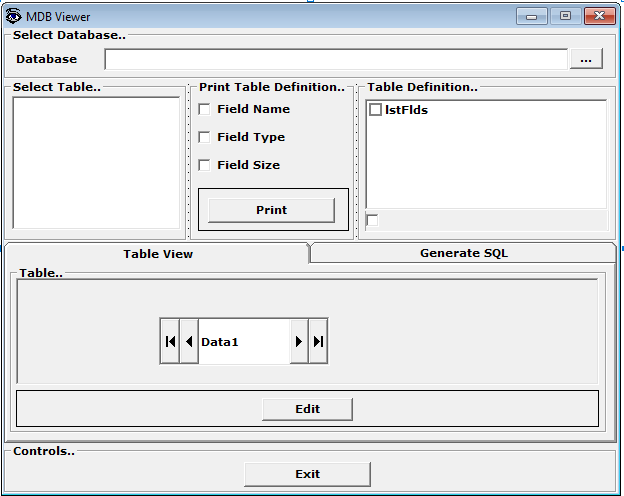 MDB Viewer
Select Database..
Database
...
Select Table..
Print Table Definition..
Field Name
Field Type
Field Size
Print
Table Definition..
lstFlds
Table View
Generate SQL
Table..
Data1
Edit
Controls..
Exit